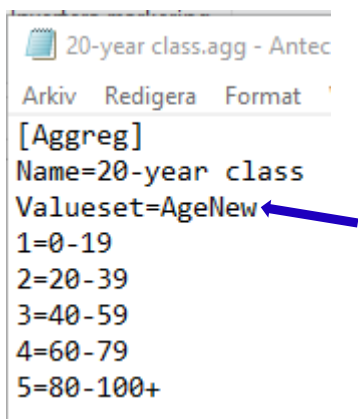 20-year class.agg - Antec
Arkiv Redigera Format
[Aggreg]
Name=20-year class
Valueset=AgeNew
1=0-19
2=20-39
3=40-59
4=60-79
5=80-100+